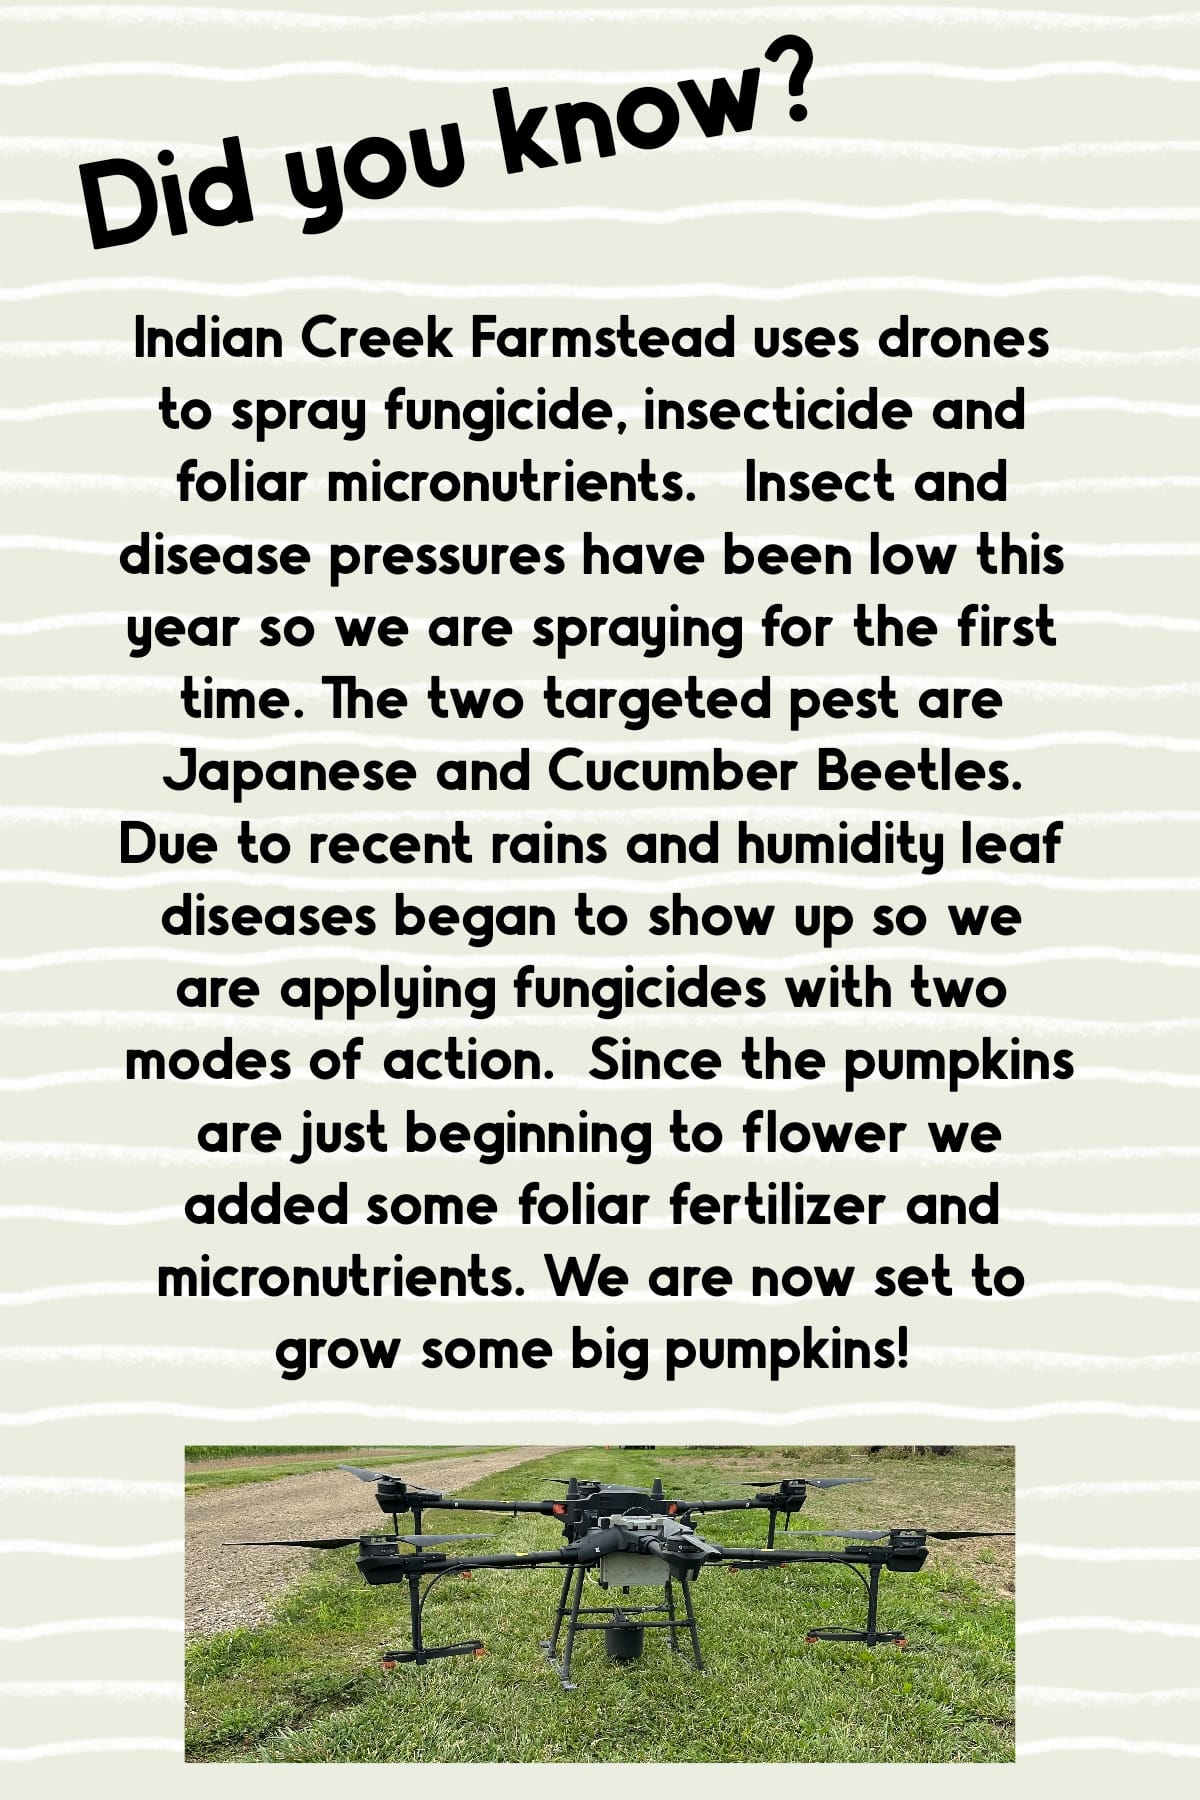 Did you know?
Indian Creek Farmstead uses drones
to spray fungicide, insecticide and
foliar micronutrients. Insect and
disease pressures have been low this
year so we are spraying for the first
time. The two targeted pest are
Japanese and Cucumber Beetles.
Due to recent rains and humidity leaf
diseases began to show up so we
are applying fungicides with two
modes of action. Since the pumpkins
are just beginning to flower we
added some foliar fertilizer and
micronutrients. We are now set to
grow some big pumpkins!